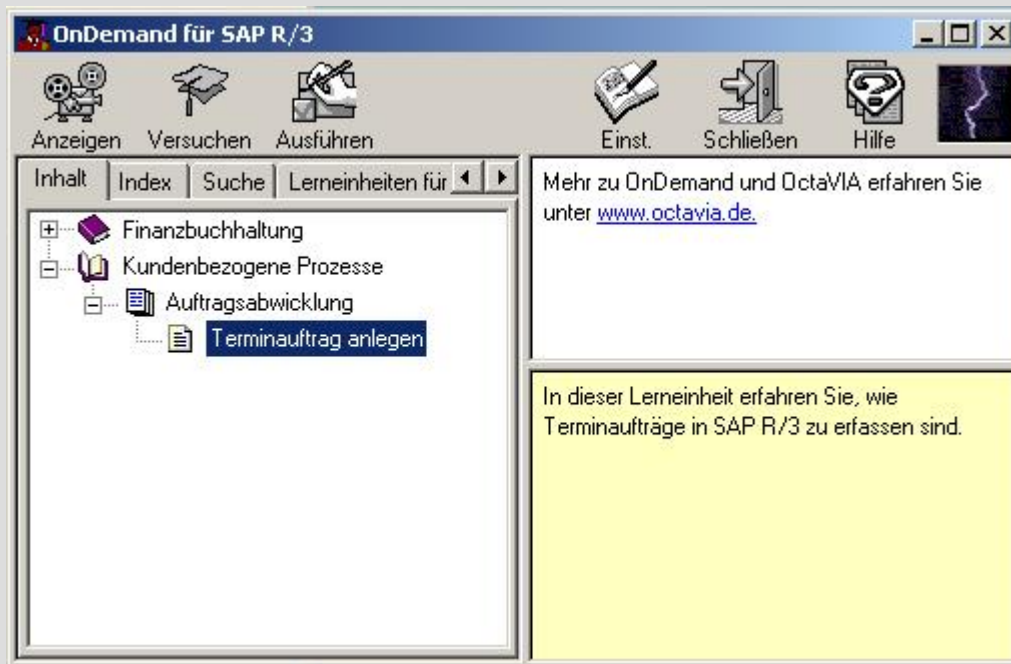 OnDemand für SAP R/3
Anzeigen Versuchen Ausführen Einst. Schließen Hilfe
Inhalt Index Suche Lerneinheiten für
Finanzbuchhaltung
Kundenbezogene Prozesse
Auftragsabwicklung
Terminauftrag anlegen
Mehr zu OnDemand und OctaVIA erfahren Sie
unter www.octavia.de.
In dieser Lerneinheit erfahren Sie, wie
Terminaufträge in SAP R/3 zu erfassen sind.